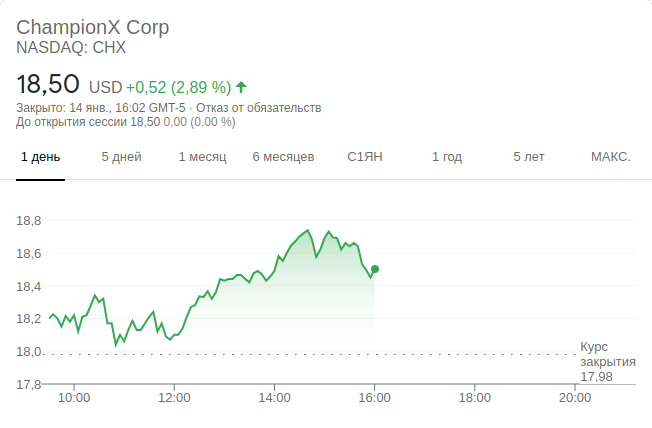 ChampionX Corp
NASDAQ: CHX
18,50 USD +0,52 (2,89 %)
Закрыто: 14 янв., 16:02 GMT-5 · Отказ от обязательств
До открытия сессии 18,50 0,00 (0,00 %)
1 день 5 дней 1 месяц 6 месяцев С1ЯН 1 год 5 лет МАКС.
18,8
18,6
18,4
18,2
18,0
17,8
Курс
закрытия
17,98
10:00 12:00 14:00 16:00 18:00 20:00